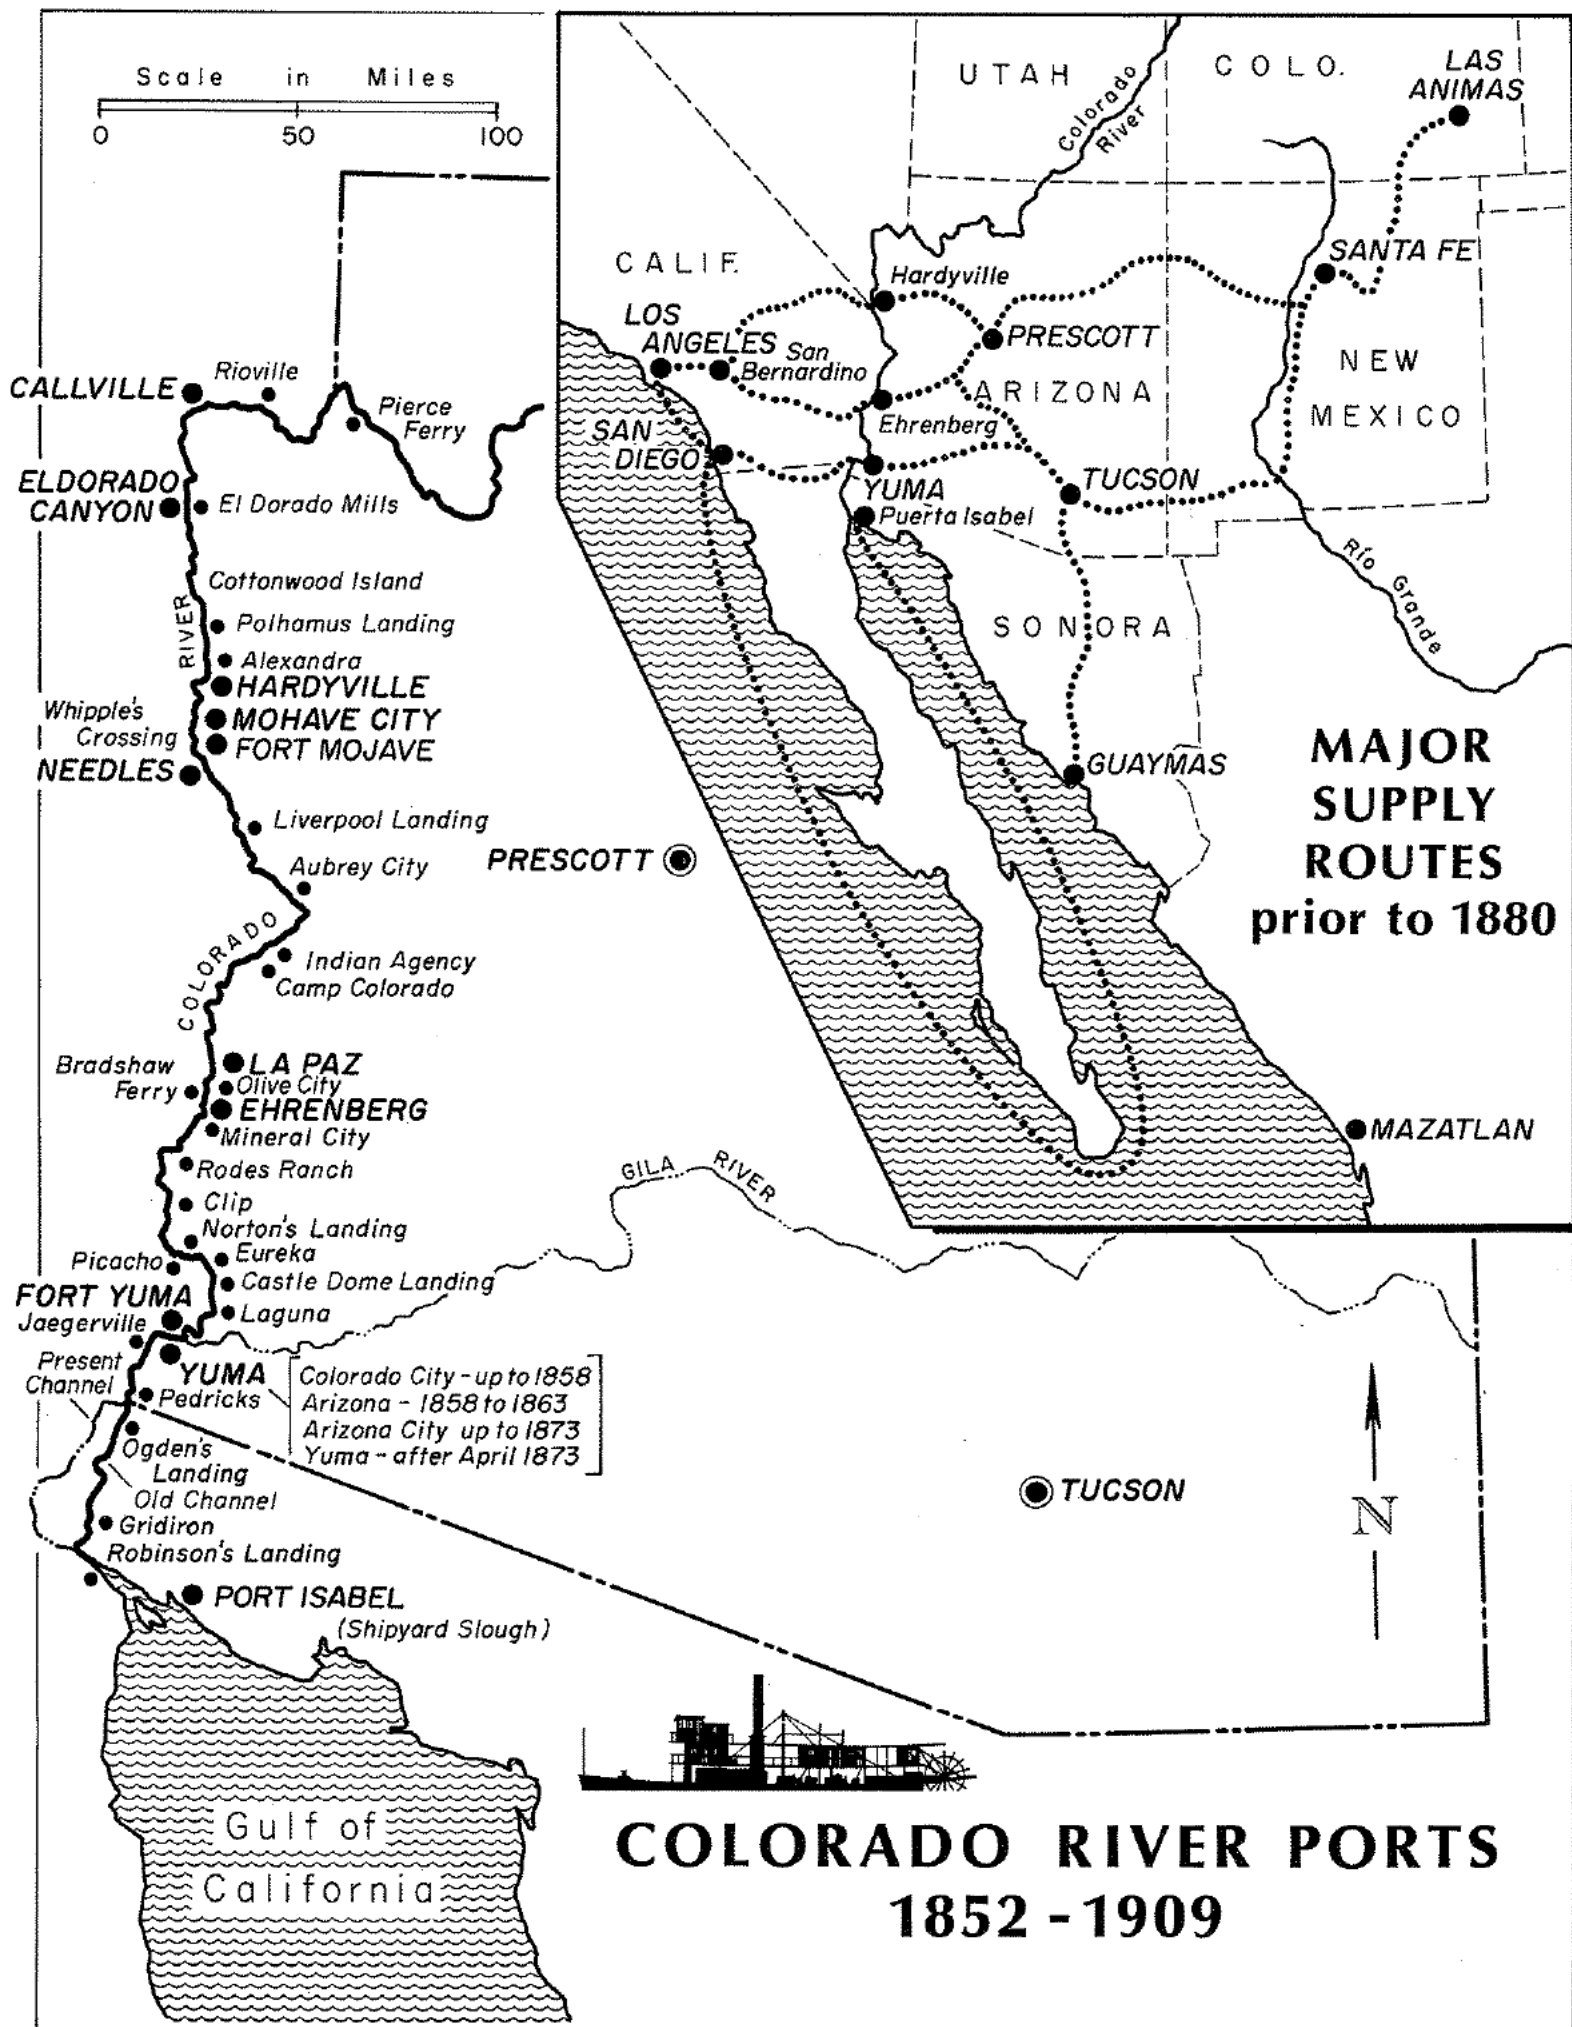 Scale in Miles
0 50 100
CALLVILLE
Rioville
Pierce
Ferry
ELDORADO
CANYON
El Dorado Mills
Cottonwood Island
RIVER
Polhamus Landing
Alexandra
HARDYVILLE
Whipple's
Crossing
MOHAVE CITY
FORT MOJAVE
NEEDLES
Liverpool Landing
PRESCOTT
Aubrey City
COLORADO
Indian Agency
Camp Colorado
LA PAZ
Bradshaw
Ferry
Olive City
EHRENBERG
Mineral City
Rodes Ranch
Clip
Norton's Landing
Picacho
Eureka
Castle Dome Landing
FORT YUMA
Laguna
Jaegerville
GILA RIVER
Present
Channel
YUMA
Colorado City - up to 1858
Arizona - 1858 to 1863
Arizona City up to 1873
Yuma - after April 1873
Pedricks
Ogden's
Landing
Old Channel
Gridiron
Robinson's Landing
PORT ISABEL
(Shipyard Slough)
TUCSON
N
Gulf of
California
UTAH
COLO.
Colorado
River
LAS
ANIMAS
CALIF.
Hardyville
SANTA FE
LOS
ANGELES
San
Bernardino
PRESCOTT
ARIZONA
NEW
MEXICO
Ehrenberg
SAN
DIEGO
YUMA
TUCSON
Puerta Isabel
Río Grande
SONORA
GUAYMAS
MAZATLAN
MAJOR
SUPPLY
ROUTES
prior to 1880
COLORADO RIVER PORTS
1852 - 1909